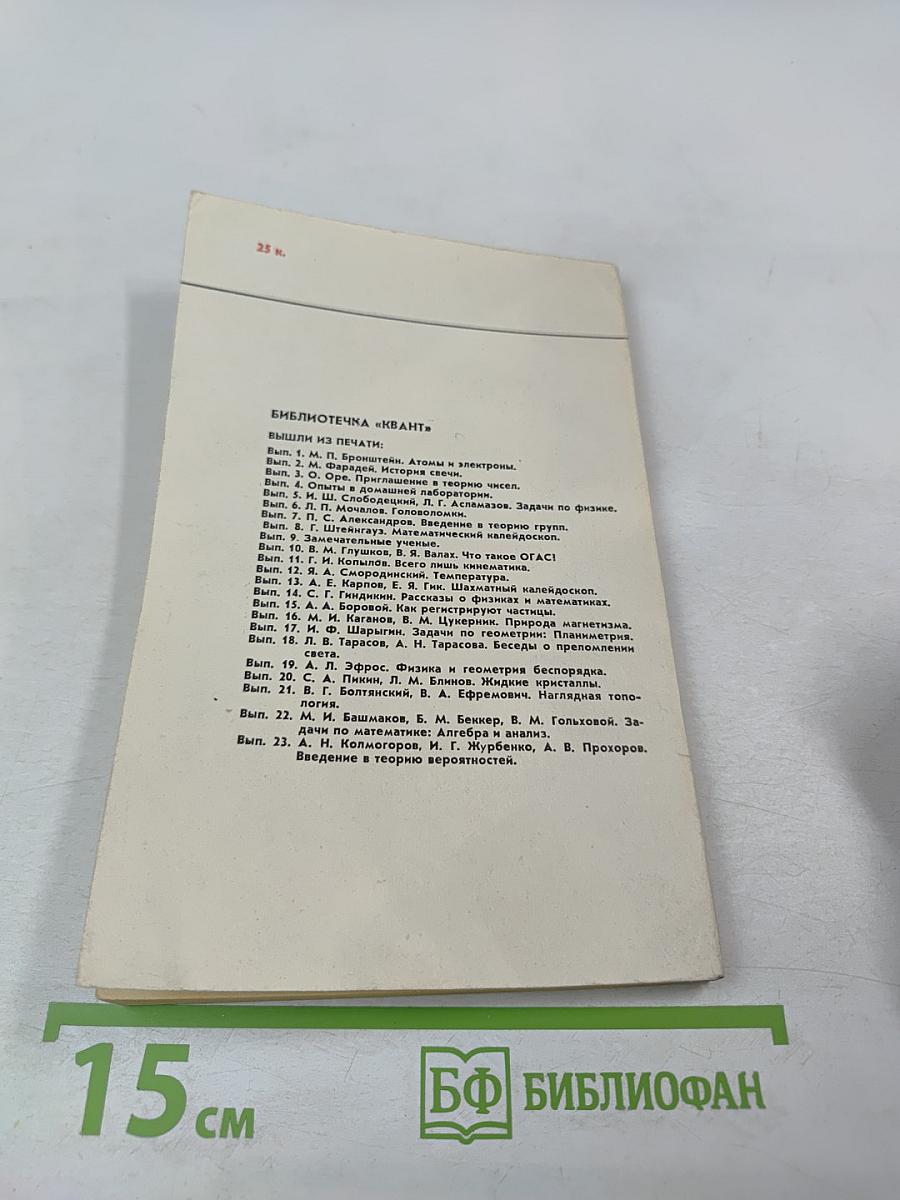 25 к.
БИБЛИОТЕЧКА «КВАНТ»
ВЫШЛИ ИЗ ПЕЧАТИ:
Вып. 1. М. П. Бронштейн. Атомы и электроны.
Вып. 2. М. Фарадей. История свечи.
Вып. 3. О. Оре. Приглашение в теорию чисел.
Вып. 4. Опыты в домашней лаборатории.
Вып. 5. И. Ш. Слободецкий, Л. Г. Асламазов. Задачи по физике.
Вып. 6. Л. П. Мочалов. Головоломки.
Вып. 7. П. С. Александров. Введение в теорию групп.
Вып. 8. Г. Штейнгауз. Математический калейдоскоп.
Вып. 9. Замечательные ученые.
Вып. 10. В. М. Глушков, В. Я. Валах. Что такое ОГАС!
Вып. 11. Г. И. Копылов. Всего лишь кинематика.
Вып. 12. Я. А. Смородинский. Температура.
Вып. 13. А. Е. Карпов, Е. Я. Гик. Шахматный калейдоскоп.
Вып. 14. С. Г. Гиндикин. Рассказы о физиках и математиках.
Вып. 15. А. А. Боровой. Как регистрируют частицы.
Вып. 16. М. И. Каганов, В. М. Цукерник. Природа магнетизма.
Вып. 17. И. Ф. Шарыгин. Задачи по геометрии: Планиметрия.
Вып. 18. Л. В. Тарасов, А. Н. Тарасова. Беседы о преломлении
света.
Вып. 19. А. Л. Эфрос. Физика и геометрия беспорядка.
Вып. 20. С. А. Пикин, Л. М. Блинов. Жидкие кристаллы.
Вып. 21. В. Г. Болтянский, В. А. Ефремович. Наглядная топо-
логия.
Вып. 22. М. И. Башмаков, Б. М. Беккер, В. М. Гольховой. За-
дачи по математике: Алгебра и анализ.
Вып. 23. А. Н. Колмогоров, И. Г. Журбенко, А. В. Прохоров.
Введение в теорию вероятностей.
15 см
БФ БИБЛИОФАН